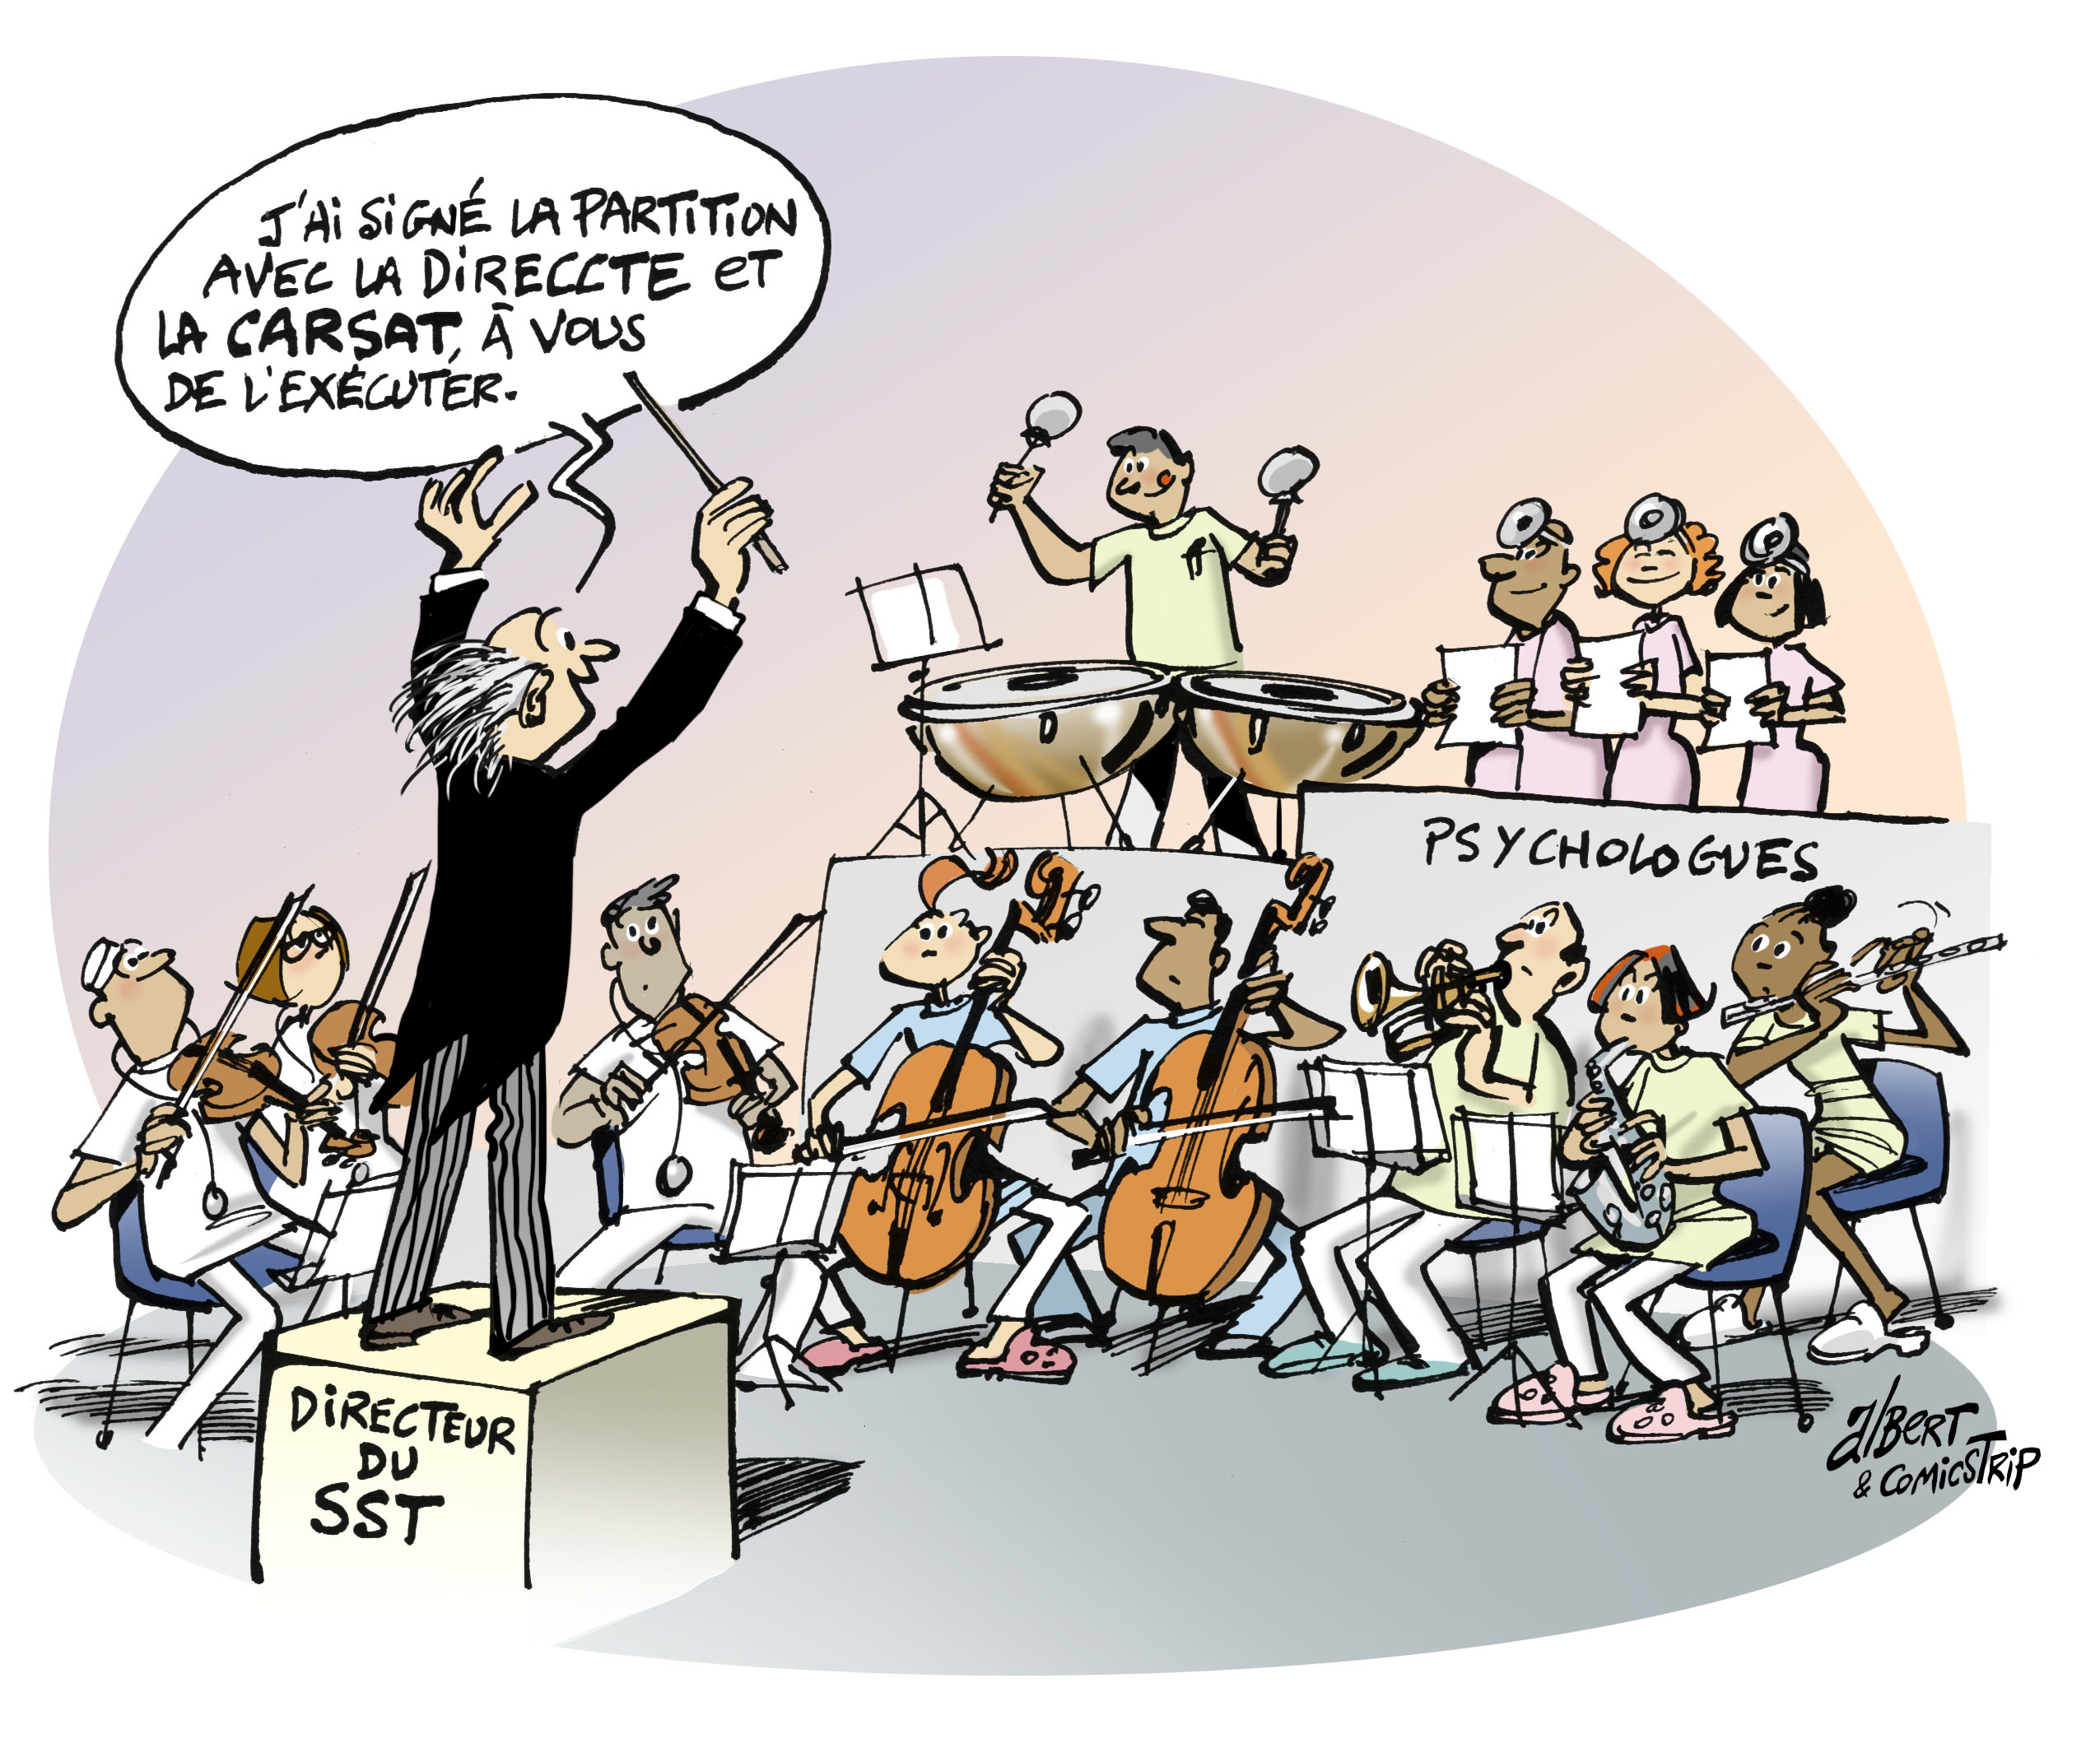 J'Ai SiGNÉ LA PARTiTiON
AVEC LA DiRECCTE eT
LA CARSAT, À VOUS
DE L'EXÉCUTER.
PSYCHOLOGUES
DiRECTEUR
DU
SST
alBeRT
& COMiCSTRiP